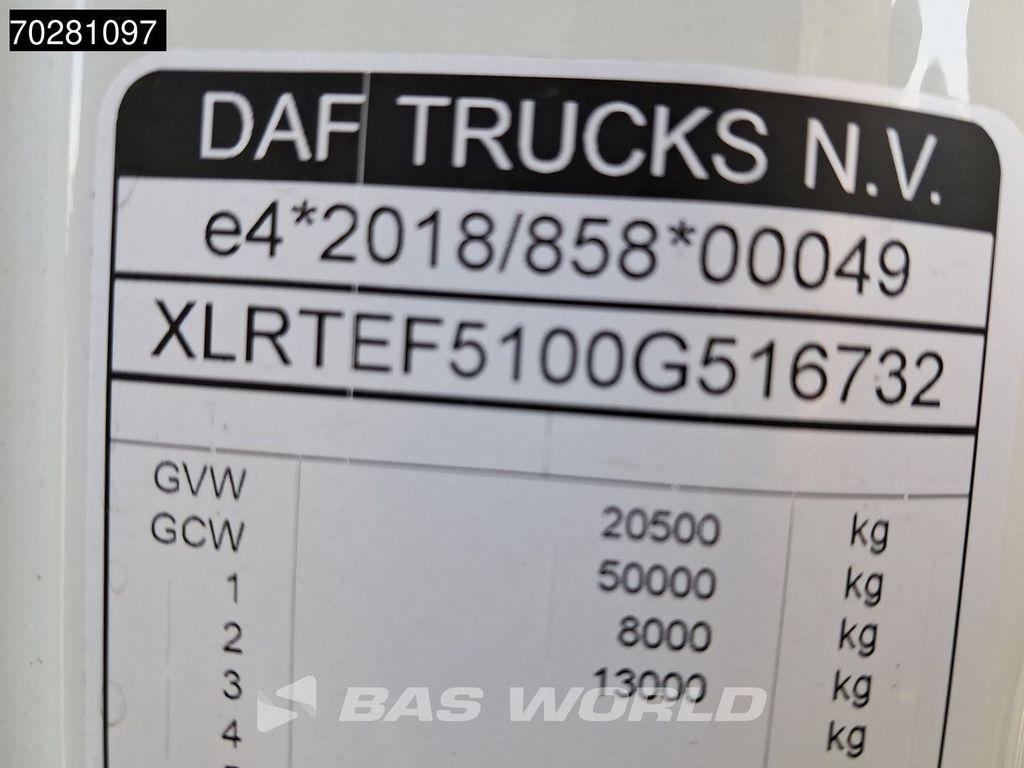 70281097
DAF TRUCKS N.V.
e4*2018/858*00049
XLRTEF5100G516732
GVW 20500 kg
GCW 50000 kg
1 8000 kg
2 13000 kg
3 kg
4
BAS WORLD